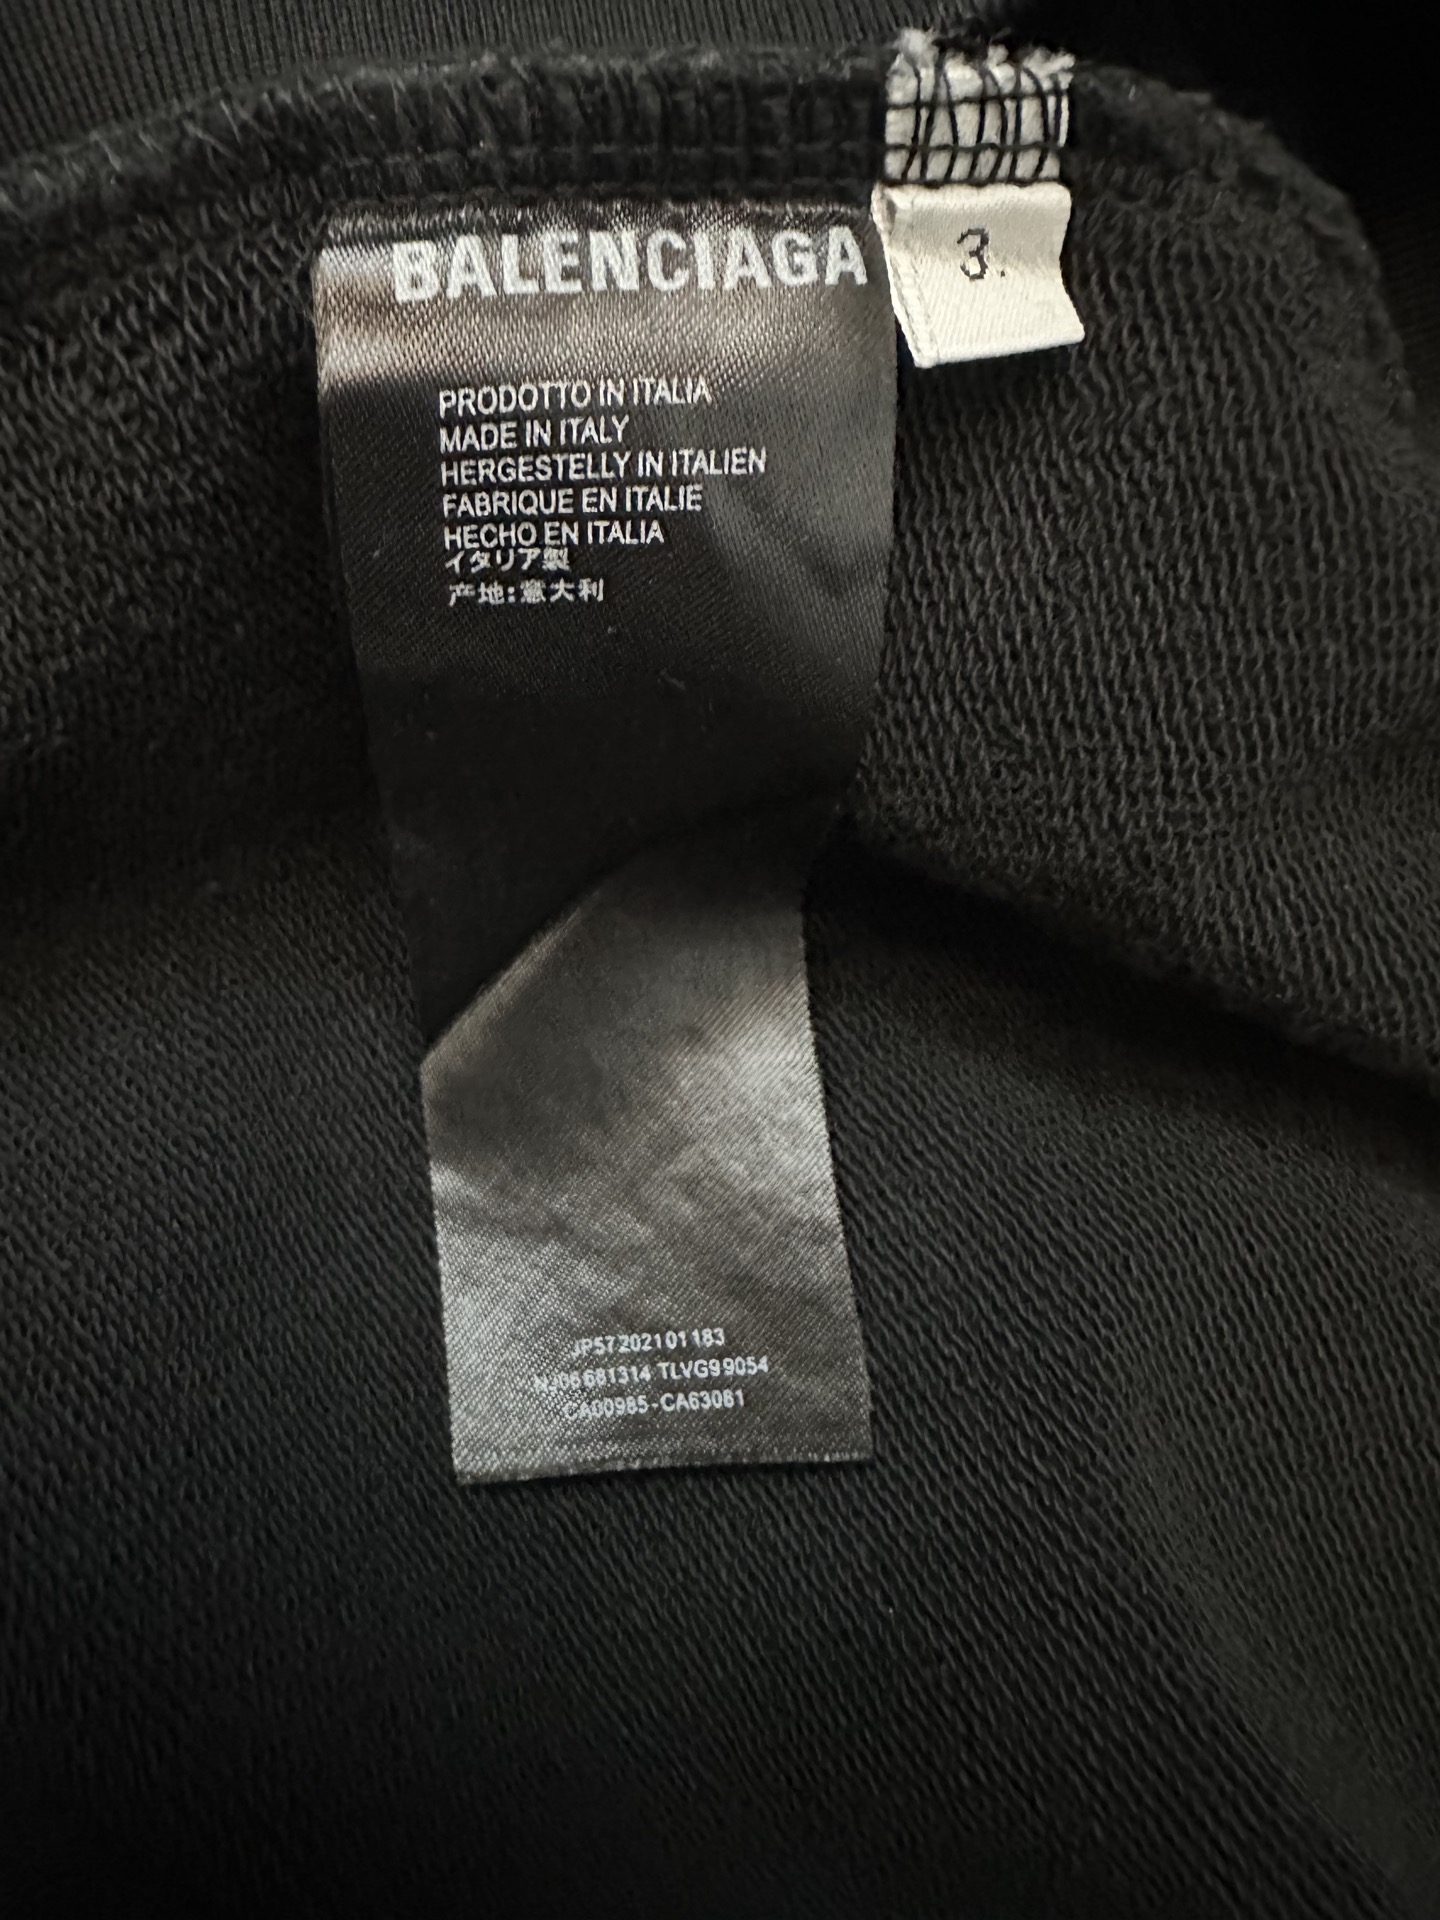 BALENCIAGA
3.
PRODOTTO IN ITALIA
MADE IN ITALY
HERGESTELLY IN ITALIEN
FABRIQUE EN ITALIE
HECHO EN ITALIA
イタリア製
产地:意大利
JP57202101183
NJ06681314 TLVG99054
CA00985-CA63081